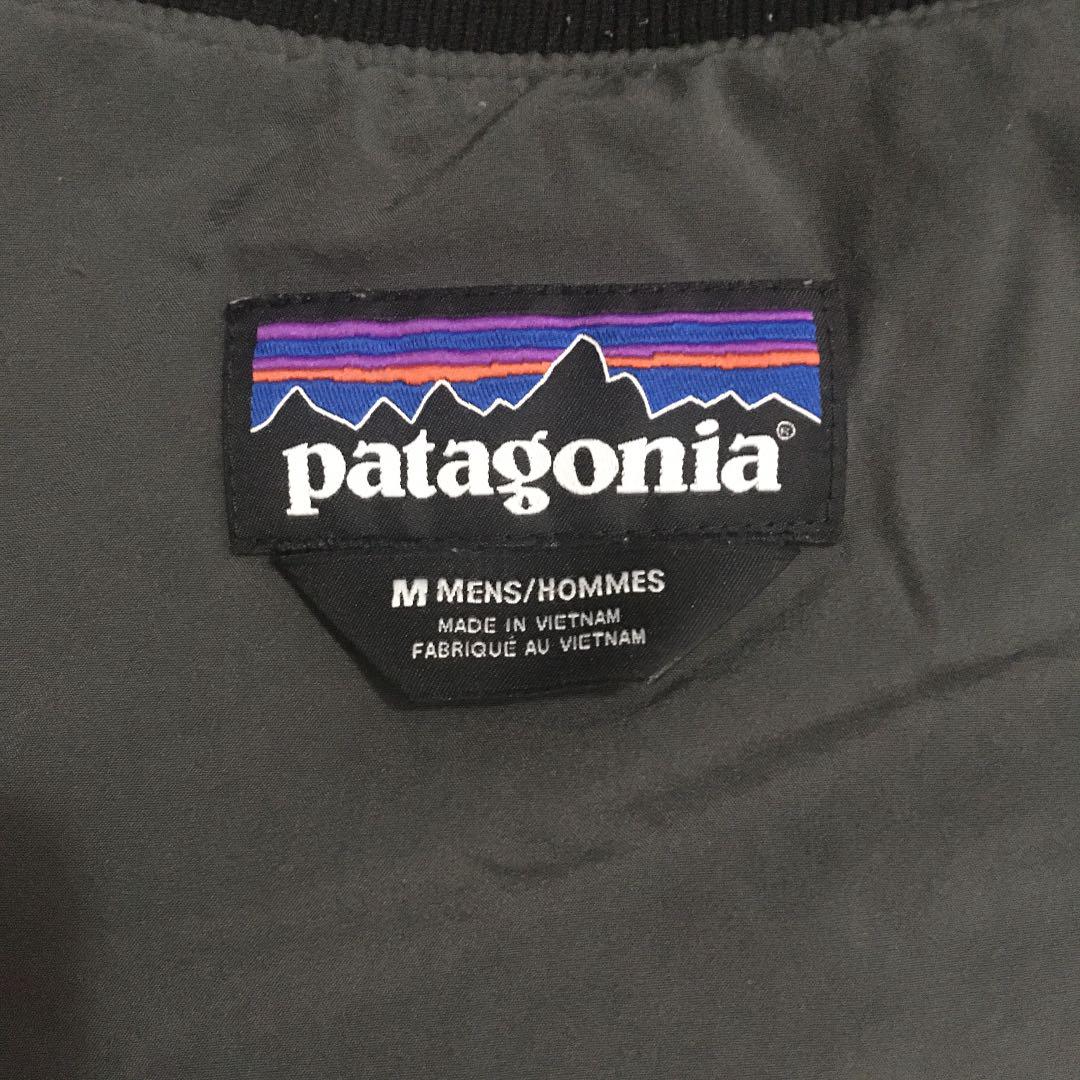 patagonia®
M MENS/HOMMES
MADE IN VIETNAM
FABRIQUÉ AU VIETNAM